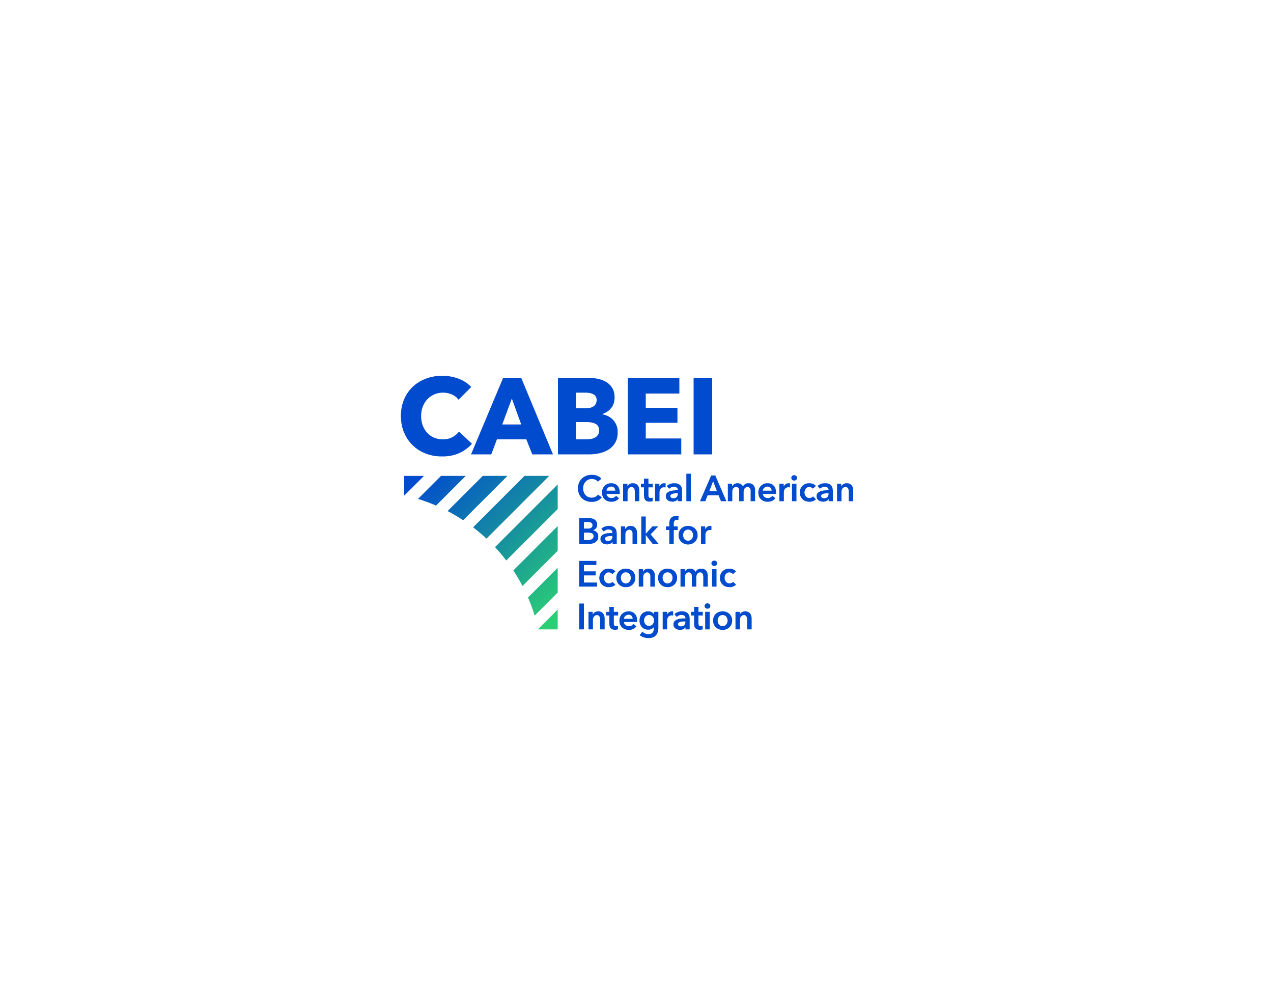 CABEI
Central American
Bank for
Economic
Integration